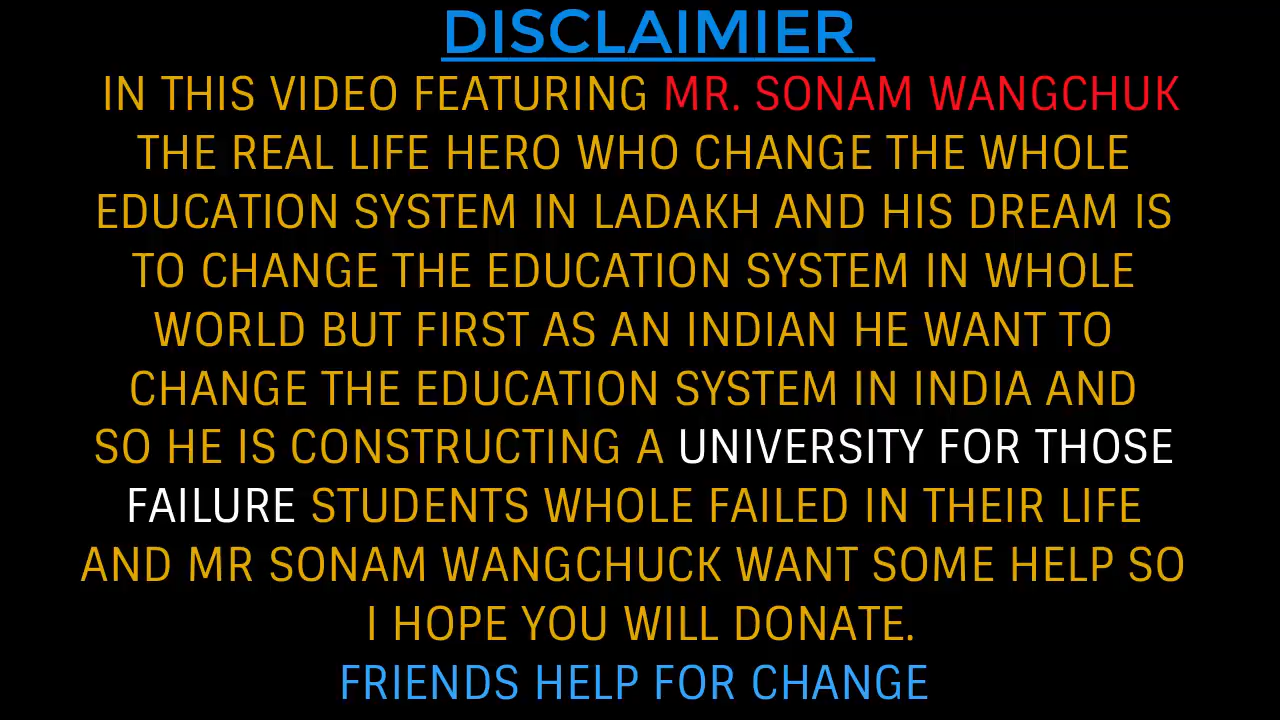 DISCLAIMIER
IN THIS VIDEO FEATURING MR. SONAM WANGCHUK
THE REAL LIFE HERO WHO CHANGE THE WHOLE
EDUCATION SYSTEM IN LADAKH AND HIS DREAM IS
TO CHANGE THE EDUCATION SYSTEM IN WHOLE
WORLD BUT FIRST AS AN INDIAN HE WANT TO
CHANGE THE EDUCATION SYSTEM IN INDIA AND
SO HE IS CONSTRUCTING A UNIVERSITY FOR THOSE
FAILURE STUDENTS WHOLE FAILED IN THEIR LIFE
AND MR SONAM WANGCHUCK WANT SOME HELP SO
I HOPE YOU WILL DONATE.
FRIENDS HELP FOR CHANGE